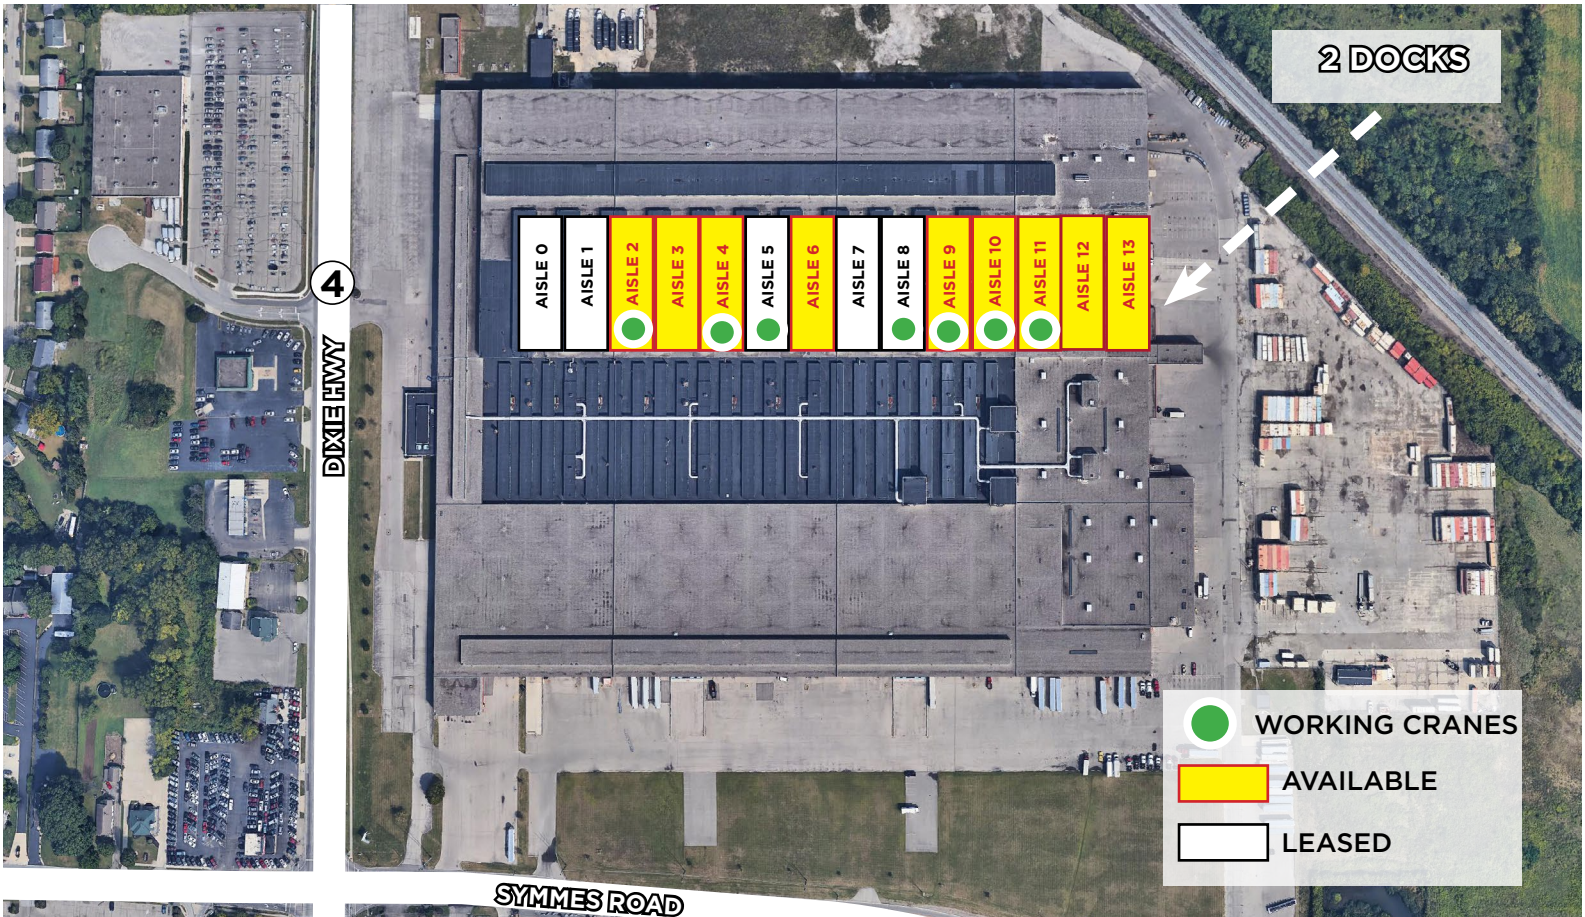 2 DOCKS
AISLE 0
AISLE 1
AISLE 2
AISLE 3
AISLE 4
AISLE 5
AISLE 6
AISLE 7
AISLE 8
AISLE 9
AISLE 10
AISLE 11
AISLE 12
AISLE 13
4
DIXIE HWY
WORKING CRANES
AVAILABLE
LEASED
SYMMES ROAD